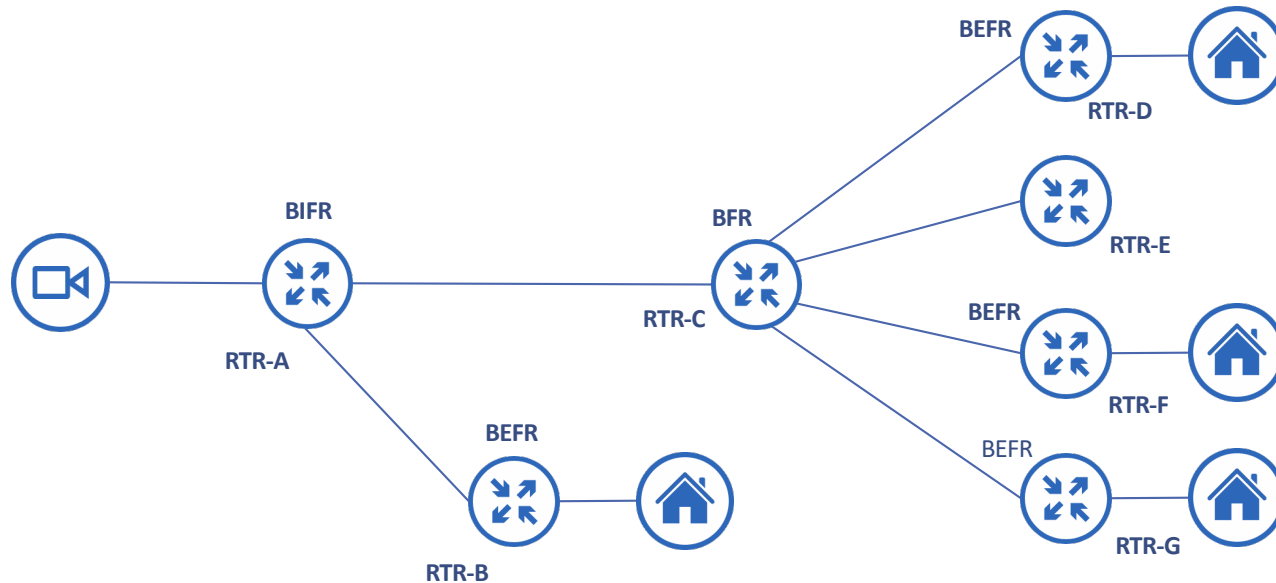 BEFR
RTR-D
BIFR
BFR
RTR-E
RTR-C
BEFR
RTR-A
RTR-F
BEFR
BEFR
RTR-G
RTR-B